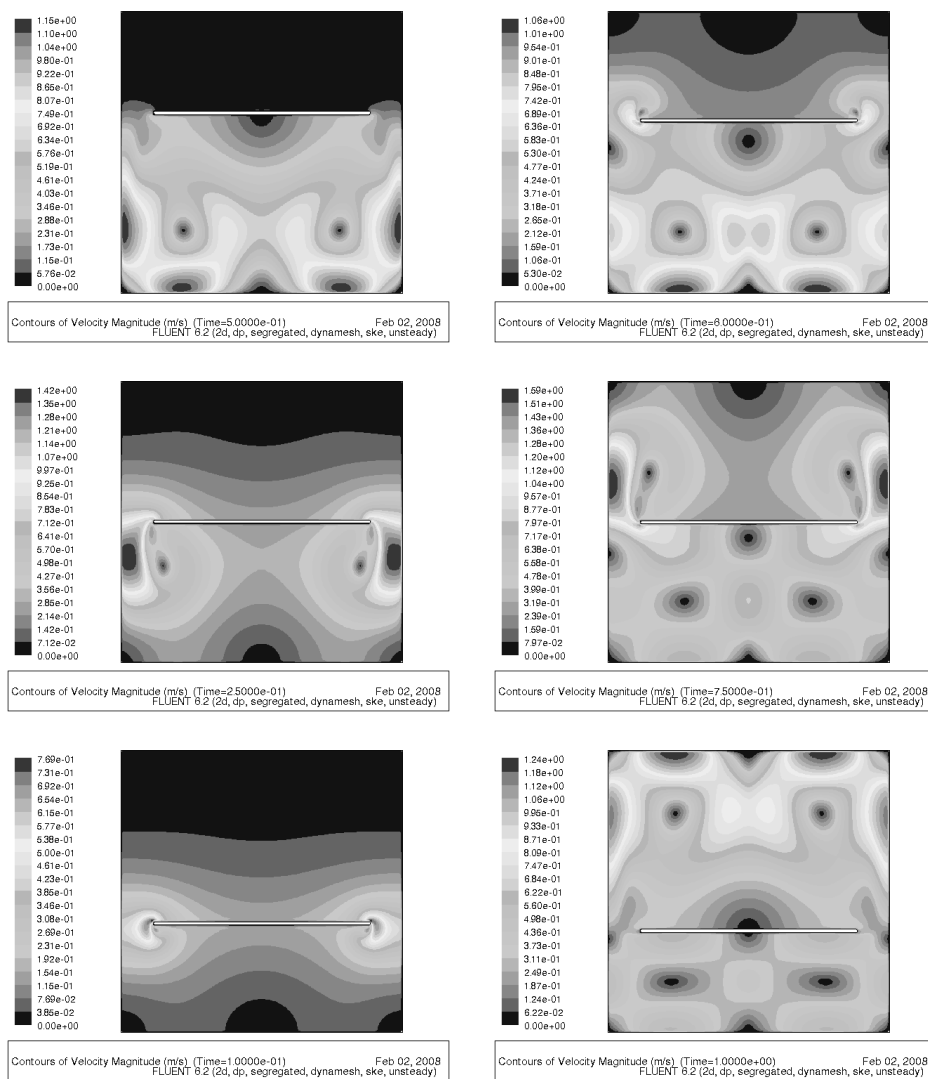 1.15e+00
1.10e+00
1.04e+00
9.80e-01
9.22e-01
8.65e-01
8.07e-01
7.49e-01
6.92e-01
6.34e-01
5.76e-01
5.19e-01
4.61e-01
4.03e-01
3.46e-01
2.88e-01
2.31e-01
1.73e-01
1.15e-01
5.76e-02
0.00e+00
Contours of Velocity Magnitude (m/s) (Time=5.0000e-01) Feb 02, 2008
FLUENT 6.2 (2d, dp, segregated, dynamesh, ske, unsteady)
1.06e+00
1.01e+00
9.54e-01
9.01e-01
8.48e-01
7.95e-01
7.42e-01
6.89e-01
6.36e-01
5.83e-01
5.30e-01
4.77e-01
4.24e-01
3.71e-01
3.18e-01
2.65e-01
2.12e-01
1.59e-01
1.06e-01
5.30e-02
0.00e+00
Contours of Velocity Magnitude (m/s) (Time=6.0000e-01) Feb 02, 2008
FLUENT 6.2 (2d, dp, segregated, dynamesh, ske, unsteady)
1.42e+00
1.35e+00
1.28e+00
1.21e+00
1.14e+00
1.07e+00
9.97e-01
9.25e-01
8.54e-01
7.83e-01
7.12e-01
6.41e-01
5.70e-01
4.98e-01
4.27e-01
3.56e-01
2.85e-01
2.14e-01
1.42e-01
7.12e-02
0.00e+00
Contours of Velocity Magnitude (m/s) (Time=2.5000e-01) Feb 02, 2008
FLUENT 6.2 (2d, dp, segregated, dynamesh, ske, unsteady)
1.59e+00
1.51e+00
1.43e+00
1.36e+00
1.28e+00
1.20e+00
1.12e+00
1.04e+00
9.57e-01
8.77e-01
7.97e-01
7.17e-01
6.38e-01
5.58e-01
4.78e-01
3.99e-01
3.19e-01
2.39e-01
1.59e-01
7.97e-02
0.00e+00
Contours of Velocity Magnitude (m/s) (Time=7.5000e-01) Feb 02, 2008
FLUENT 6.2 (2d, dp, segregated, dynamesh, ske, unsteady)
7.69e-01
7.31e-01
6.92e-01
6.54e-01
6.15e-01
5.77e-01
5.38e-01
5.00e-01
4.61e-01
4.23e-01
3.85e-01
3.46e-01
3.08e-01
2.69e-01
2.31e-01
1.92e-01
1.54e-01
1.15e-01
7.69e-02
3.85e-02
0.00e+00
Contours of Velocity Magnitude (m/s) (Time=1.0000e-01) Feb 02, 2008
FLUENT 6.2 (2d, dp, segregated, dynamesh, ske, unsteady)
1.24e+00
1.18e+00
1.12e+00
1.06e+00
9.95e-01
9.33e-01
8.71e-01
8.09e-01
7.47e-01
6.84e-01
6.22e-01
5.60e-01
4.98e-01
4.36e-01
3.73e-01
3.11e-01
2.49e-01
1.87e-01
1.24e-01
6.22e-02
0.00e+00
Contours of Velocity Magnitude (m/s) (Time=1.0000e+00) Feb 02, 2008
FLUENT 6.2 (2d, dp, segregated, dynamesh, ske, unsteady)